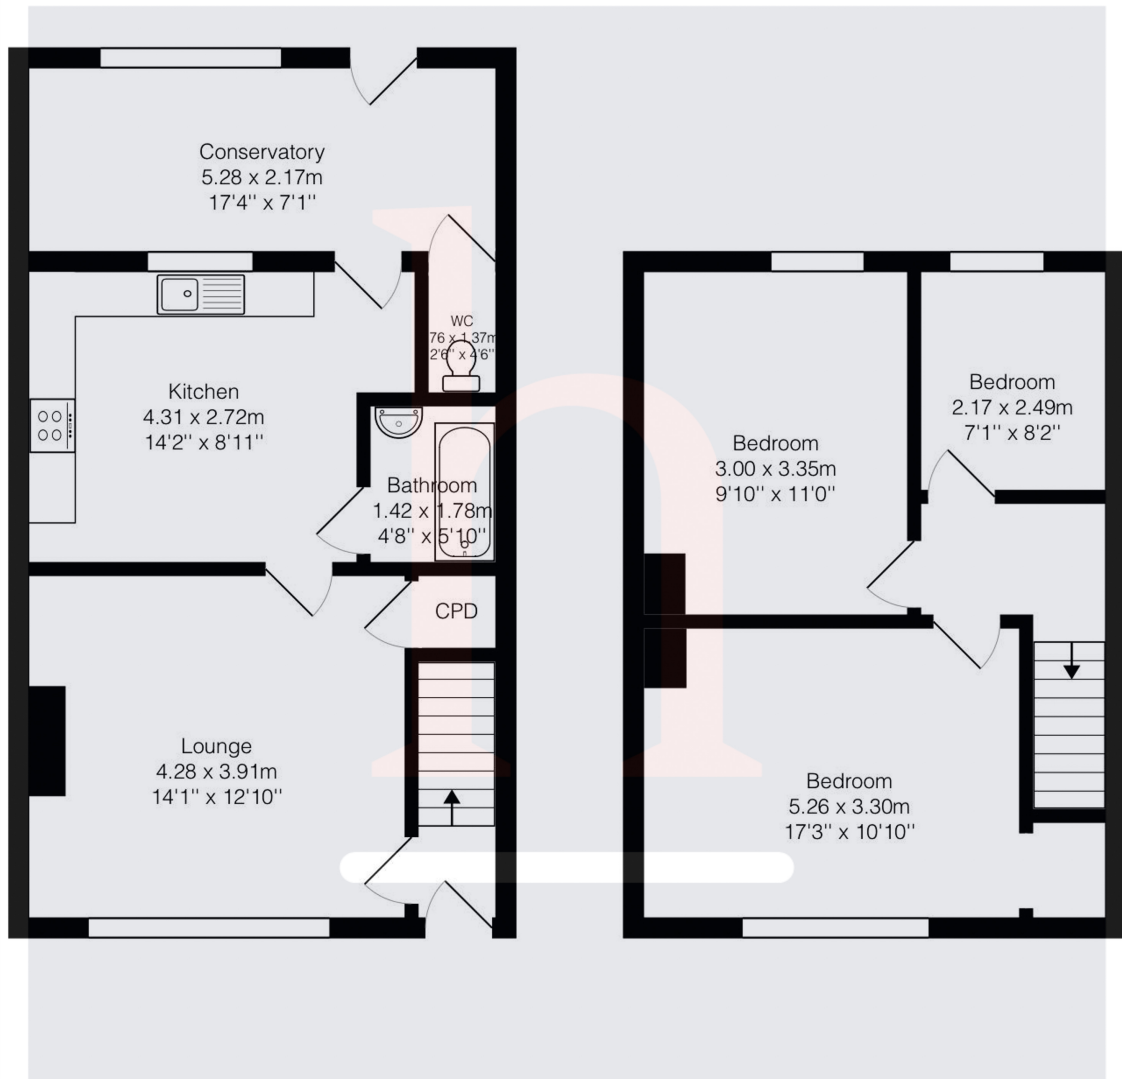 Conservatory
5.28 x 2.17m
17'4'' x 7'1''
WC
76 x 1.37m
2'6'' x 4'6''
Kitchen
4.31 x 2.72m
14'2'' x 8'11''
Bathroom
1.42 x 1.78m
4'8'' x 5'10''
CPD
Lounge
4.28 x 3.91m
14'1'' x 12'10''
Bedroom
3.00 x 3.35m
9'10'' x 11'0''
Bedroom
2.17 x 2.49m
7'1'' x 8'2''
Bedroom
5.26 x 3.30m
17'3'' x 10'10''
h